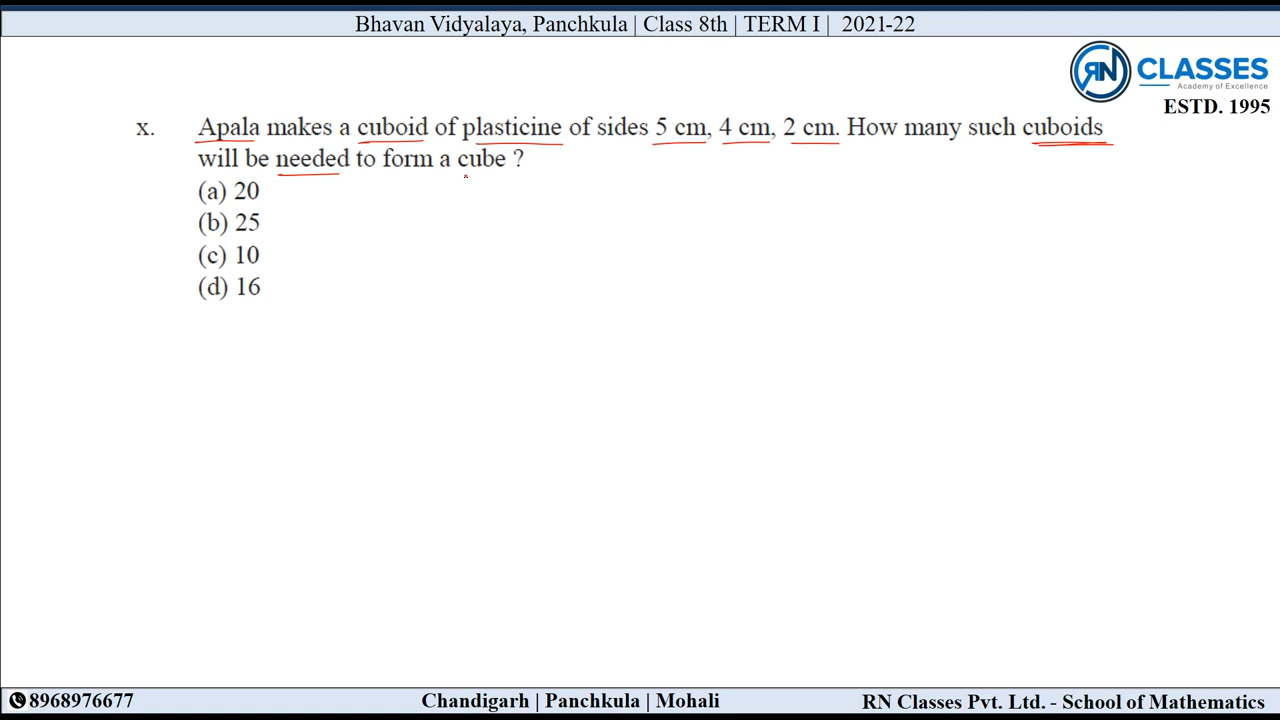 Bhavan Vidyalaya, Panchkula | Class 8th | TERM I | 2021-22
RN CLASSES
Academy of Excellence
ESTD. 1995
x. Apala makes a cuboid of plasticine of sides 5 cm, 4 cm, 2 cm. How many such cuboids
will be needed to form a cube ?
(a) 20
(b) 25
(c) 10
(d) 16
8968976677 Chandigarh | Panchkula | Mohali RN Classes Pvt. Ltd. - School of Mathematics